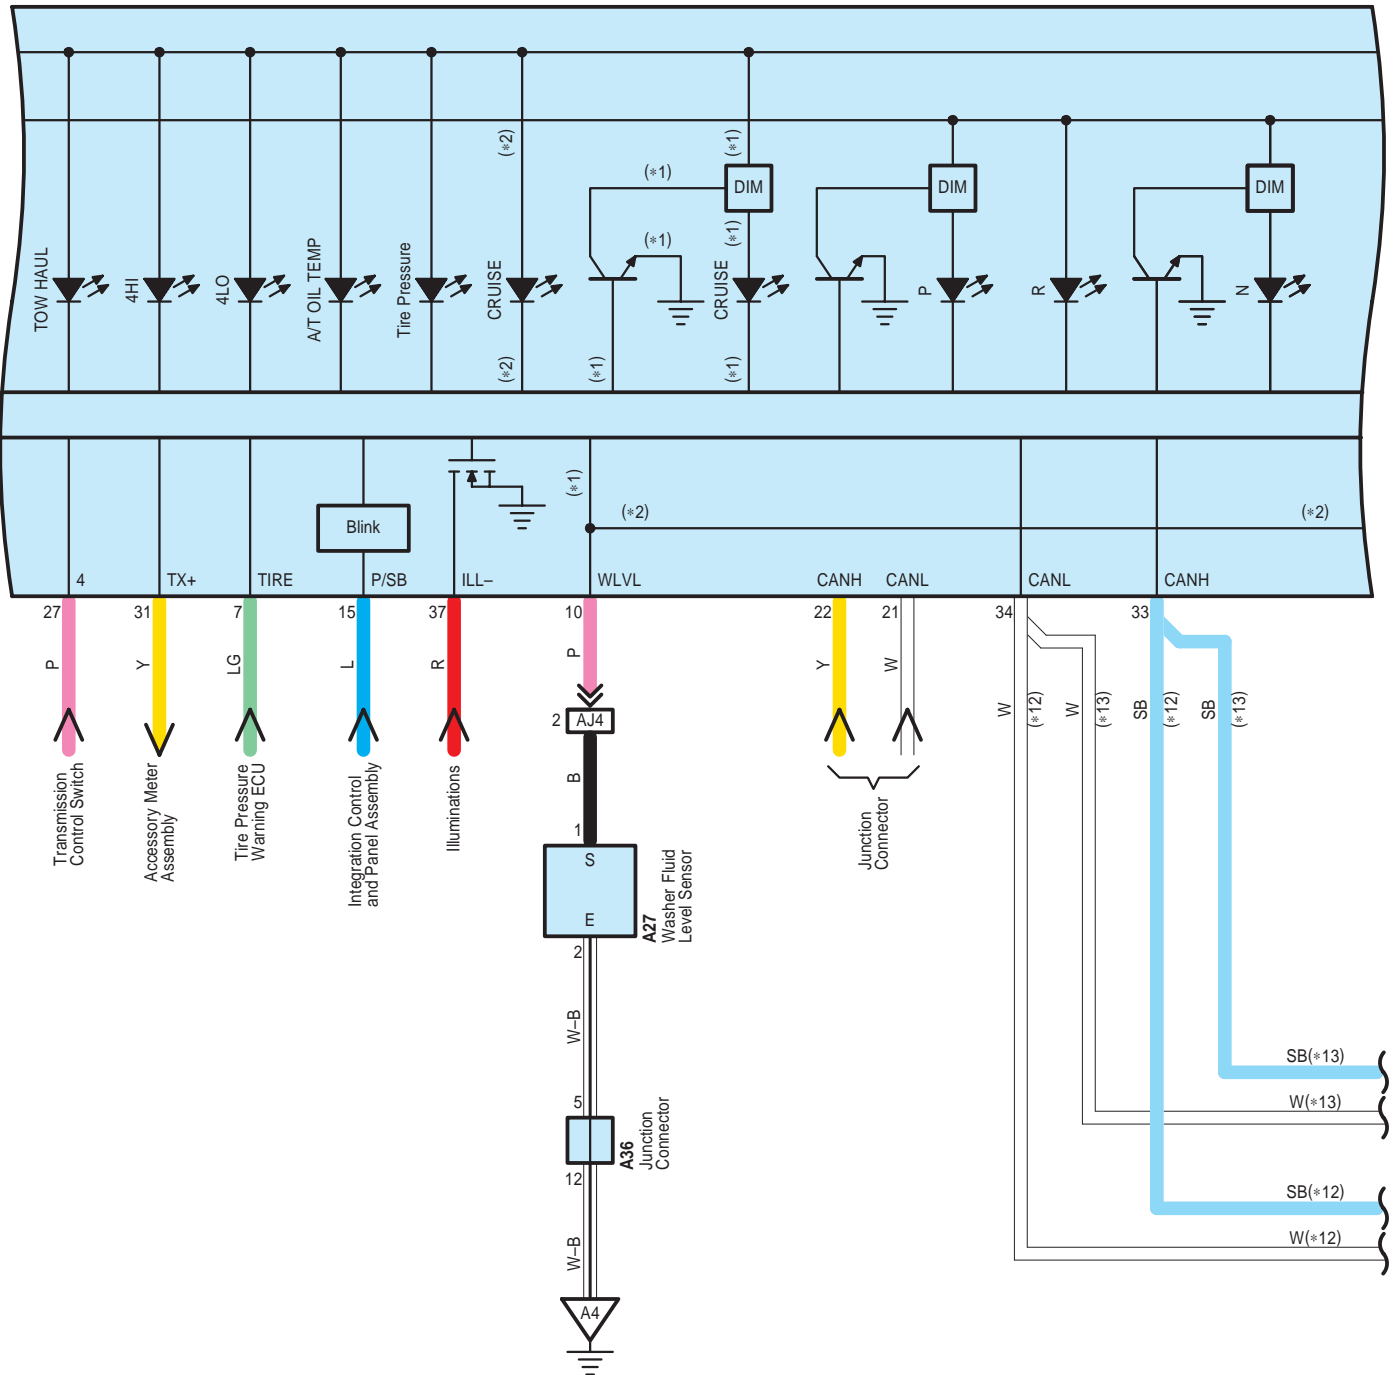 (*2)
(*1)
(*1)
DIM
DIM
DIM
(*1)
(*1)
TOW HAUL
4HI
4LO
A/T OIL TEMP
Tire Pressure
CRUISE
CRUISE
P
R
N
(*2)
(*1)
(*1)
(*1)
(*2)
(*2)
Blink
4
TX+
TIRE
P/SB
ILL–
WLVL
CANH
CANL
CANL
CANH
27
31
7
15
37
10
22
21
34
33
P
Y
LG
L
R
P
Y
W
W
(*12)
W
(*13)
SB
(*12)
SB
(*13)
2
AJ4
Transmission
Control Switch
Accessory Meter
Assembly
Tire Pressure
Warning ECU
Integration Control
and Panel Assembly
Illuminations
B
Junction
Connector
1
S
E
A27
Washer Fluid
Level Sensor
2
W–B
SB(*13)
W(*13)
5
A36
Junction
Connector
12
SB(*12)
W(*12)
W–B
A4